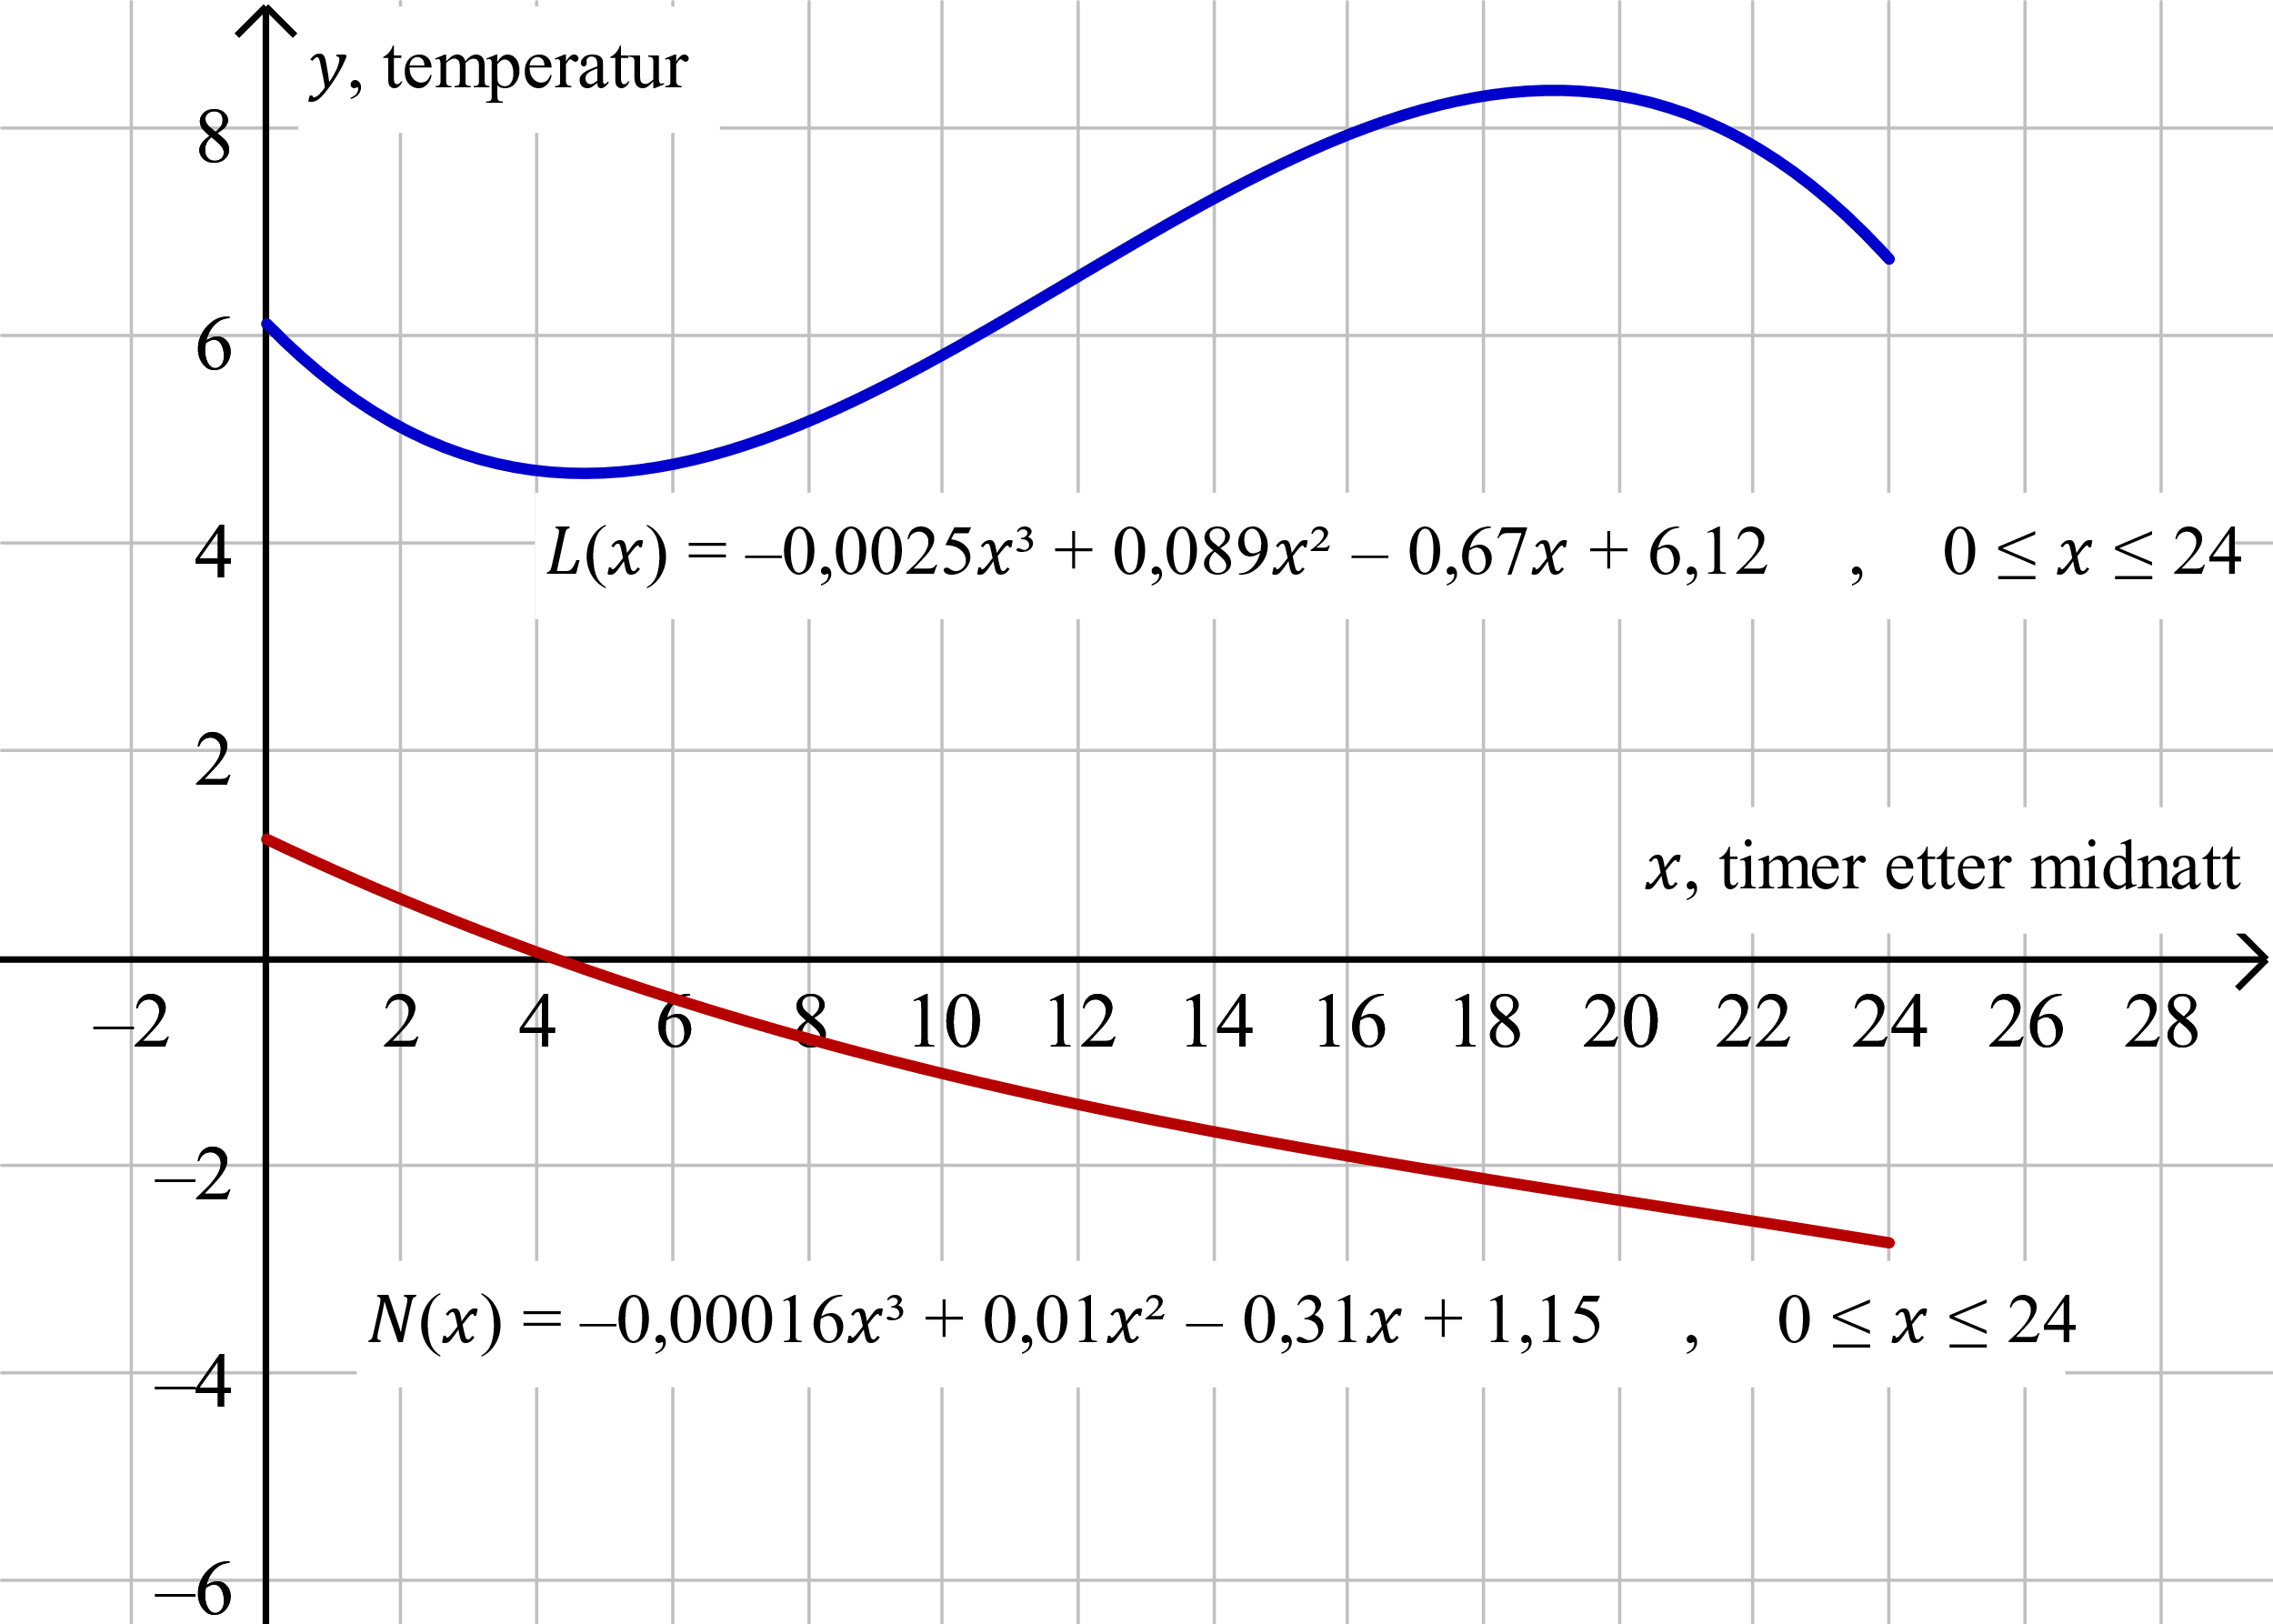 y, temperatur
8
6
4
L(x) = –0,0025x³ + 0,089x² – 0,67x + 6,12 , 0 ≤ x ≤ 24
2
x, timer etter midnatt
–2 2 4 6 8 10 12 14 16 18 20 22 24 26 28
–2
N(x) = –0,00016x³ + 0,01x² – 0,31x + 1,15 , 0 ≤ x ≤ 24
–4
–6